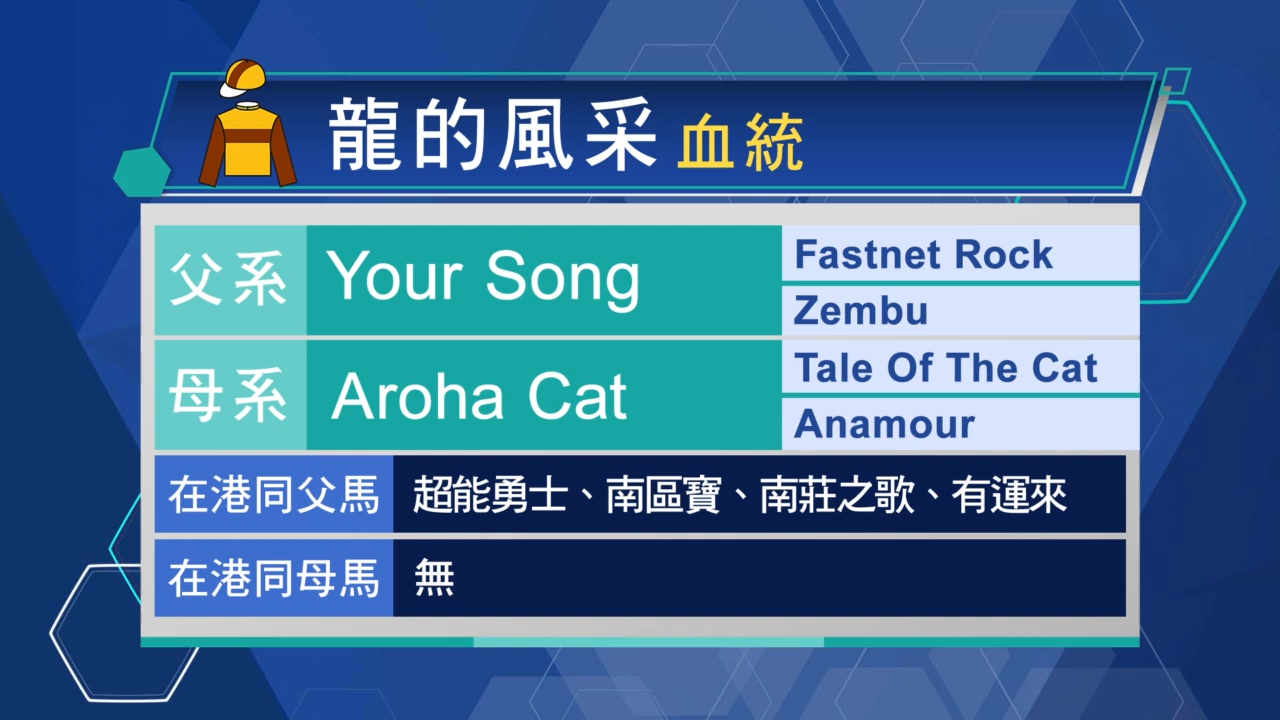 龍的風采 血統
父系 Your Song
Fastnet Rock
Zembu
母系 Aroha Cat
Tale Of The Cat
Anamour
在港同父馬 超能勇士、南區寶、南莊之歌、有運來
在港同母馬 無